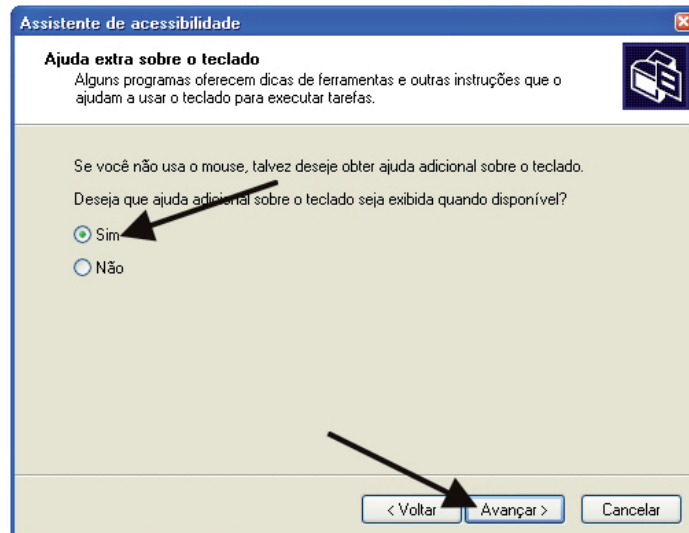 Assistente de acessibilidade
Ajuda extra sobre o teclado
Alguns programas oferecem dicas de ferramentas e outras instruções que o
ajudam a usar o teclado para executar tarefas.
Se você não usa o mouse, talvez deseje obter ajuda adicional sobre o teclado.
Deseja que ajuda adicional sobre o teclado seja exibida quando disponível?
Sim
Não
< Voltar Avançar > Cancelar